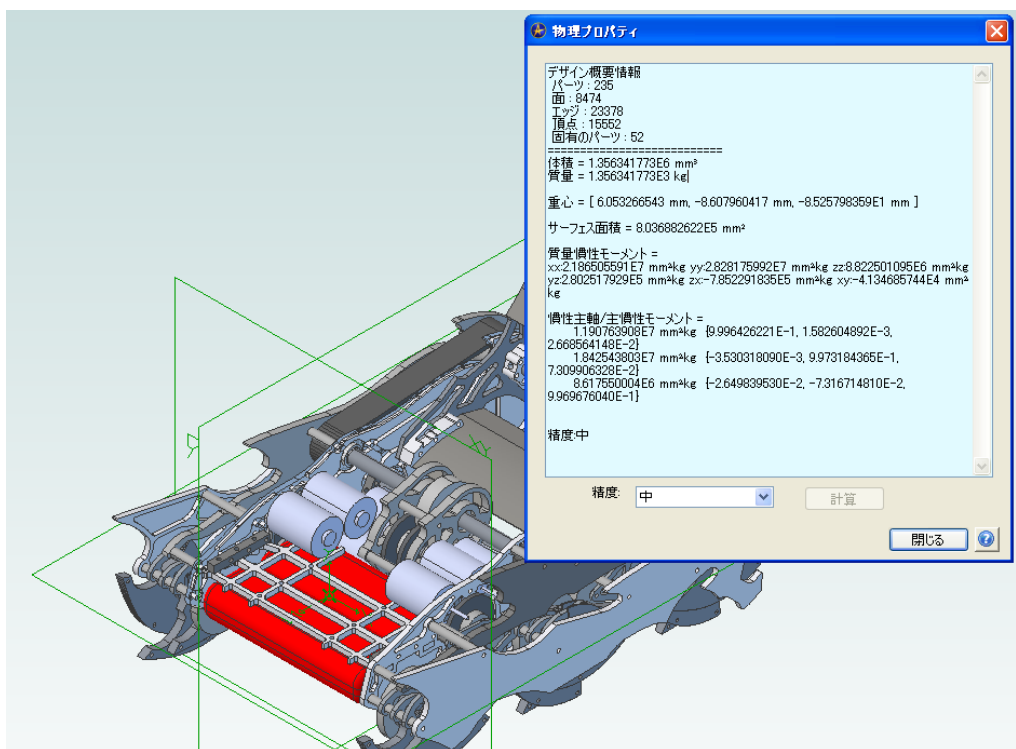 物理プロパティ
デザイン概要情報
パーツ : 235
面 : 8474
エッジ : 23378
頂点 : 15552
固有のパーツ : 52
===========================
体積 = 1.356341773E6 mm³
質量 = 1.356341773E3 kg
重心 = [ 6.053266543 mm, -8.607960417 mm, -8.525798359E1 mm ]
サーフェス面積 = 8.036882622E5 mm²
質量慣性モーメント =
xx:2.186505591E7 mm²kg yy:2.828175992E7 mm²kg zz:8.822501095E6 mm²kg
yz:2.802517929E5 mm²kg zx:-7.852291835E5 mm²kg xy:-4.134685744E4 mm²
kg
慣性主軸/主慣性モーメント =
1.190763908E7 mm²kg {9.996426221E-1, 1.582604892E-3,
2.668564148E-2}
1.842543803E7 mm²kg {-3.530318090E-3, 9.973184365E-1,
7.309906328E-2}
8.617550004E6 mm²kg {-2.649839530E-2, -7.316714810E-2,
9.969676040E-1}
精度:中
精度:
中
計算
閉じる
?
XY